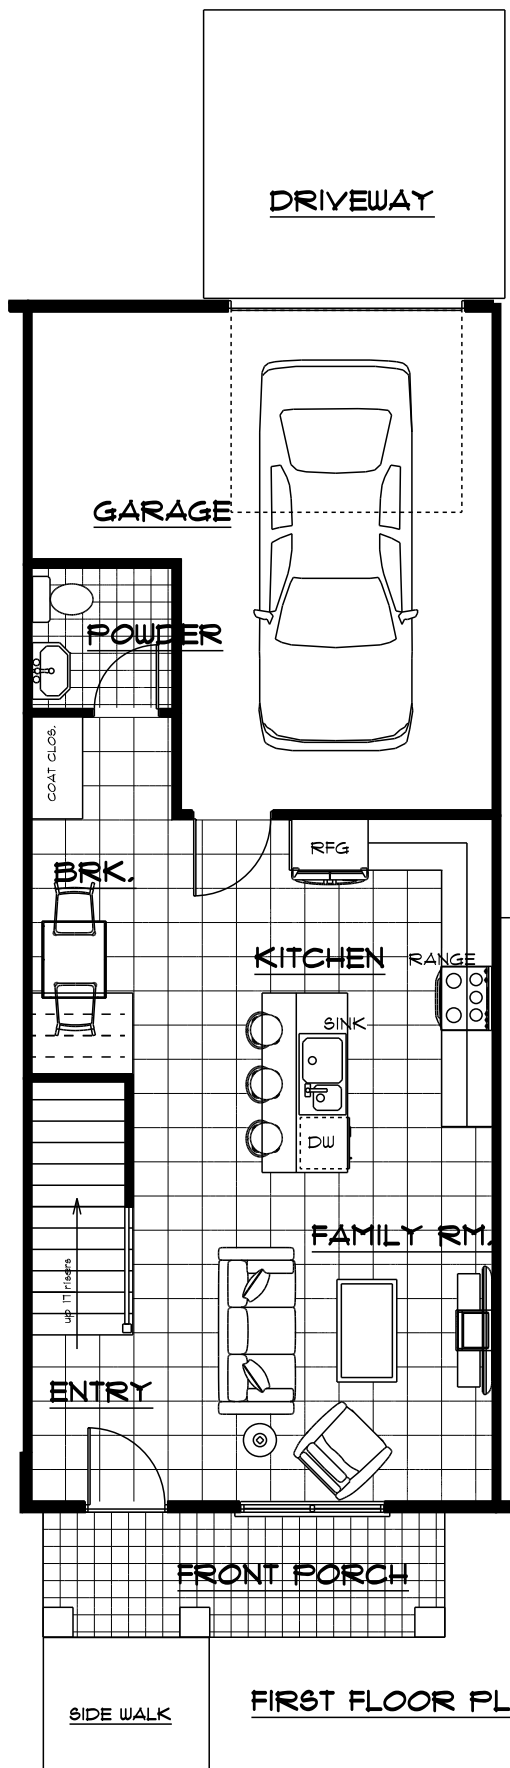 DRIVEWAY
GARAGE
POWDER
COAT CLOS.
RFG
BRK.
KITCHEN
RANGE
SINK
DW
FAMILY RM.
up 17 risers
ENTRY
FRONT PORCH
FIRST FLOOR PL
SIDE WALK